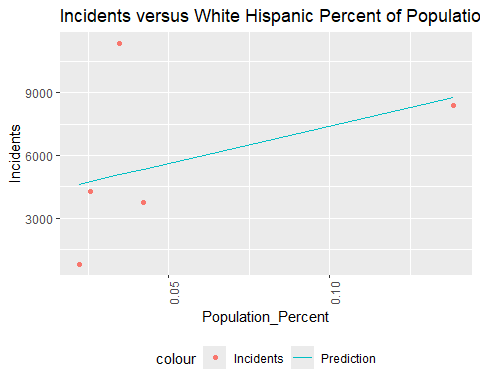 Incidents versus White Hispanic Percent of Populatio
Incidents
9000
6000
3000
0.05
0.10
Population_Percent
colour Incidents Prediction